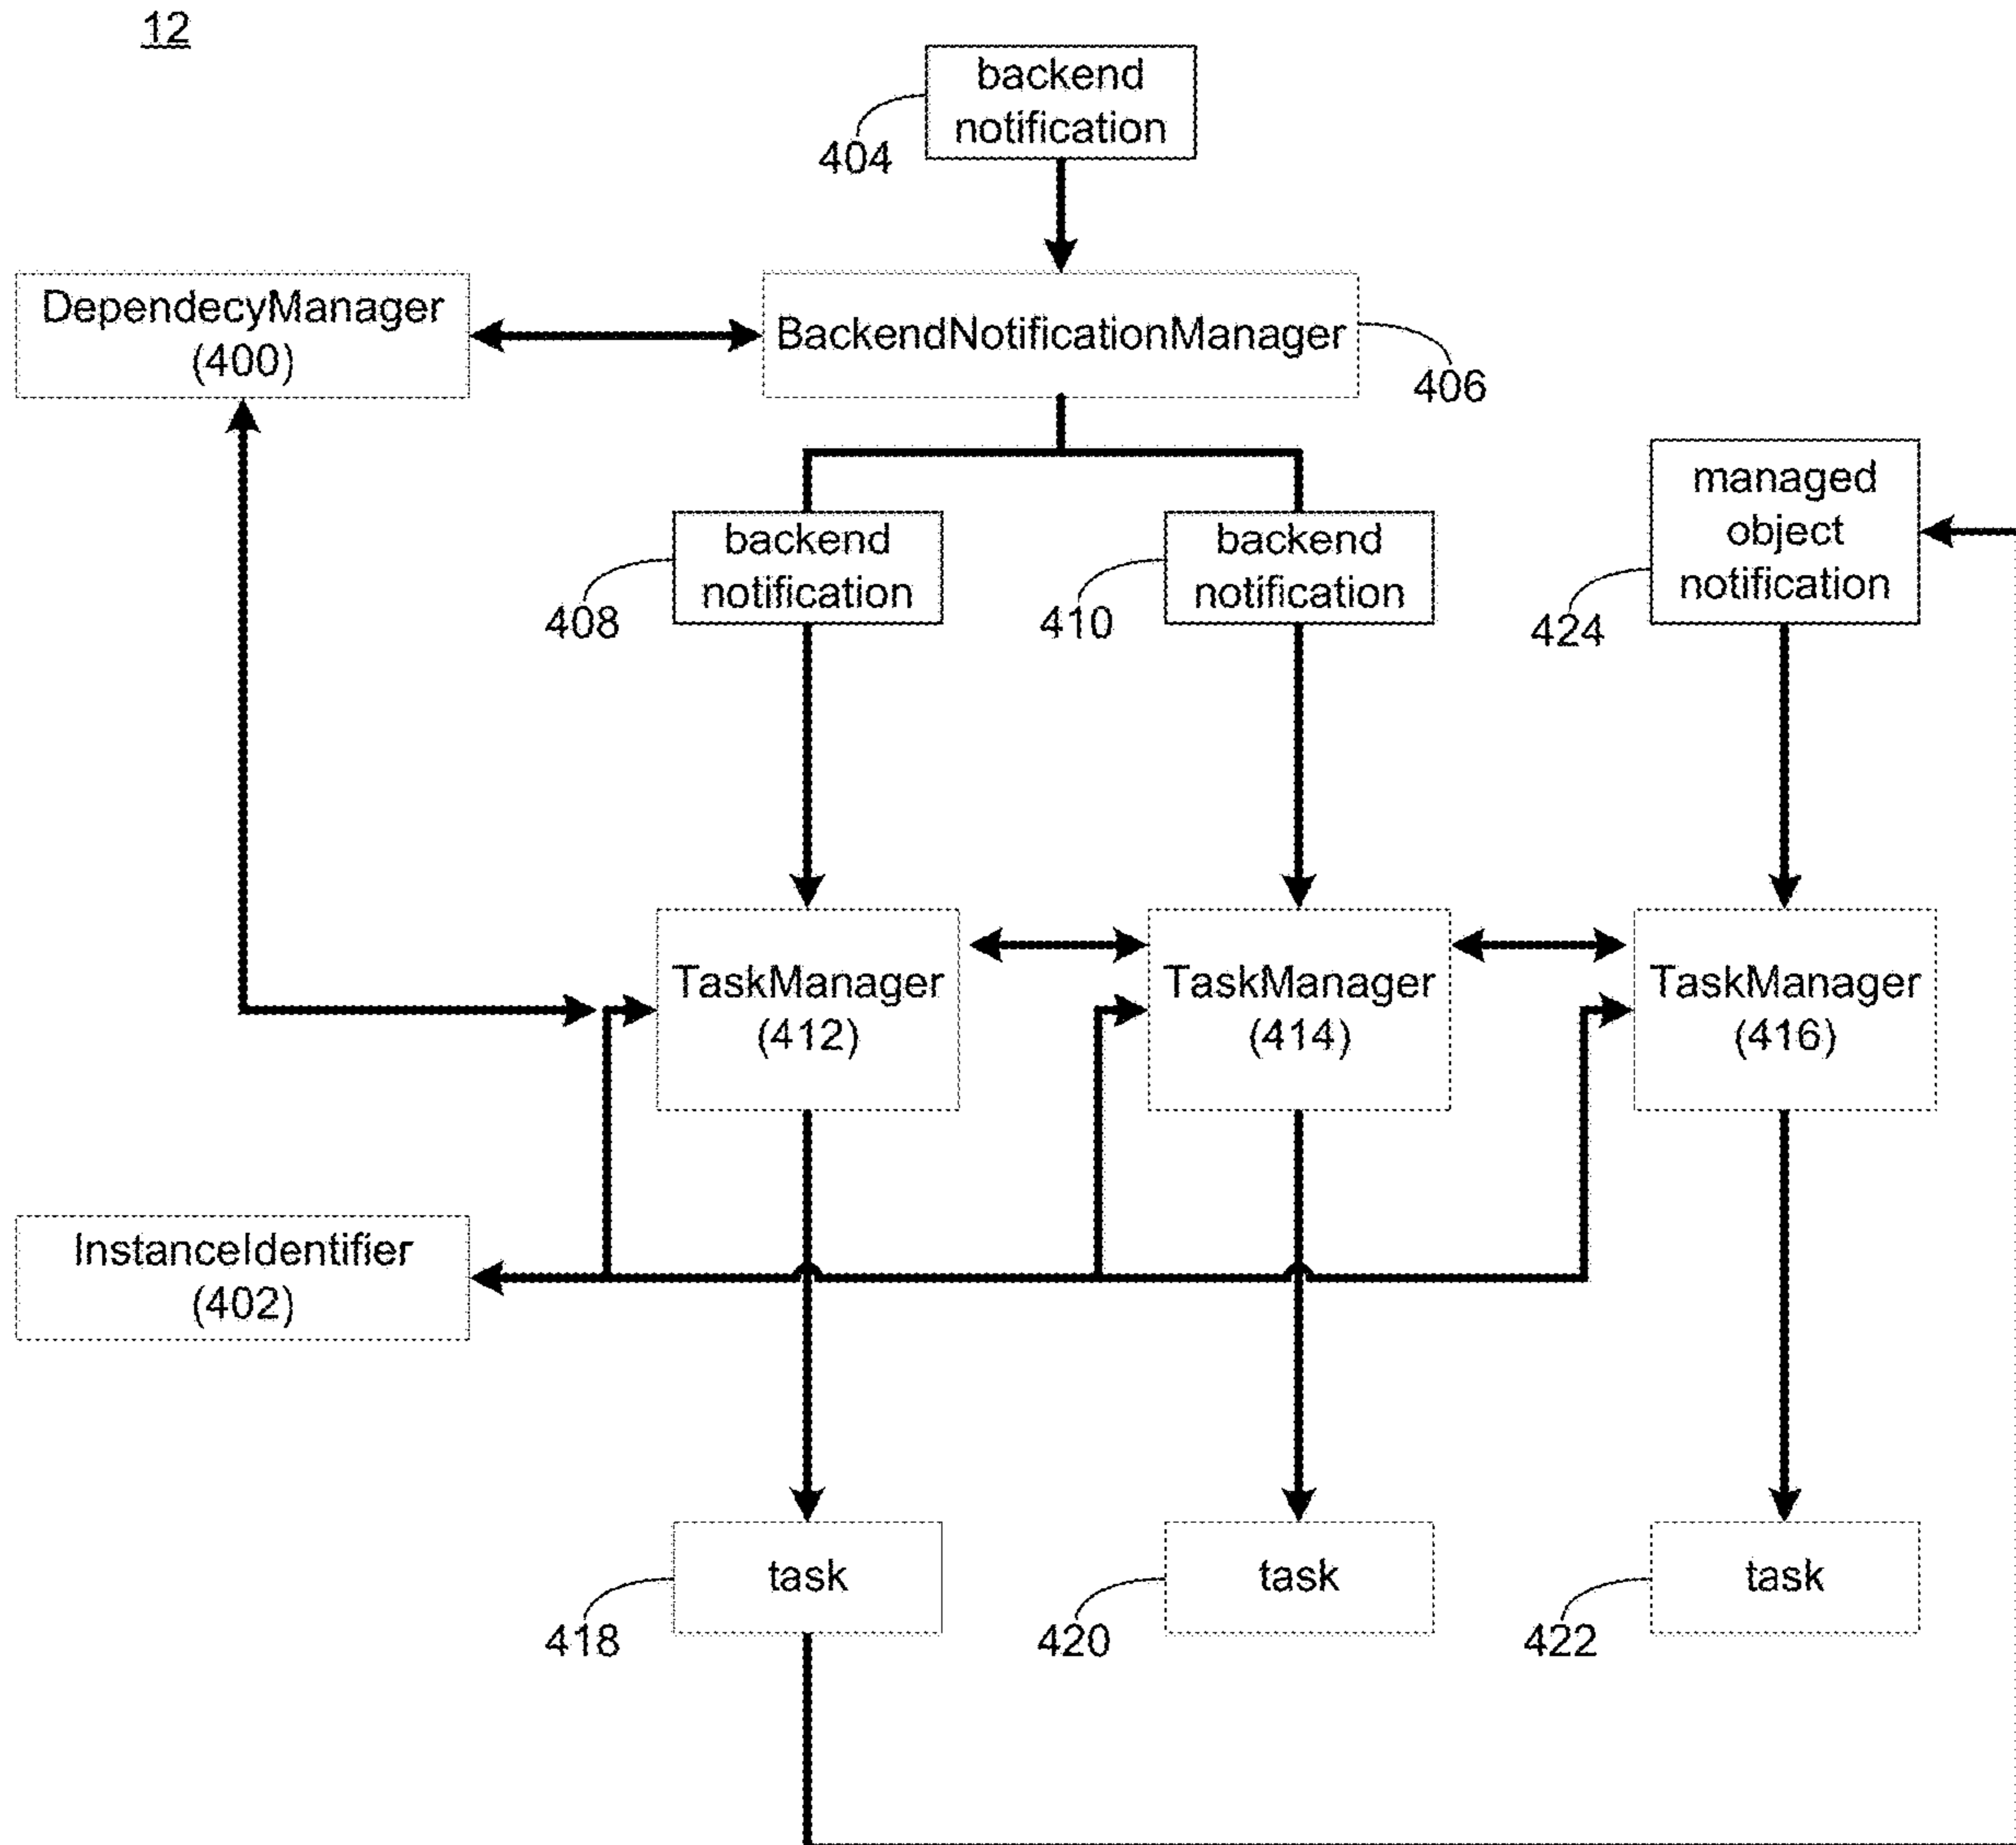 12
backend
notification
404
DependecyManager
(400)
BackendNotificationManager
406
managed
object
notification
424
backend
notification
408
backend
notification
410
TaskManager
(412)
TaskManager
(414)
TaskManager
(416)
InstanceIdentifier
(402)
task
418
task
420
task
422